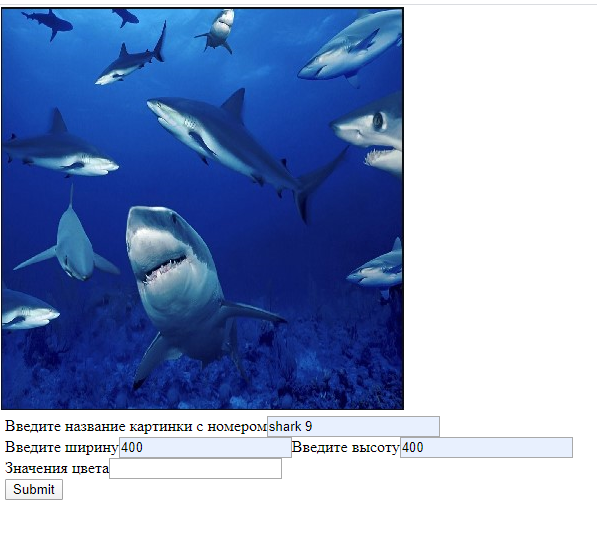 Введите название картинки с номером shark 9
Введите ширину 400 Введите высоту 400
Значения цвета
Submit